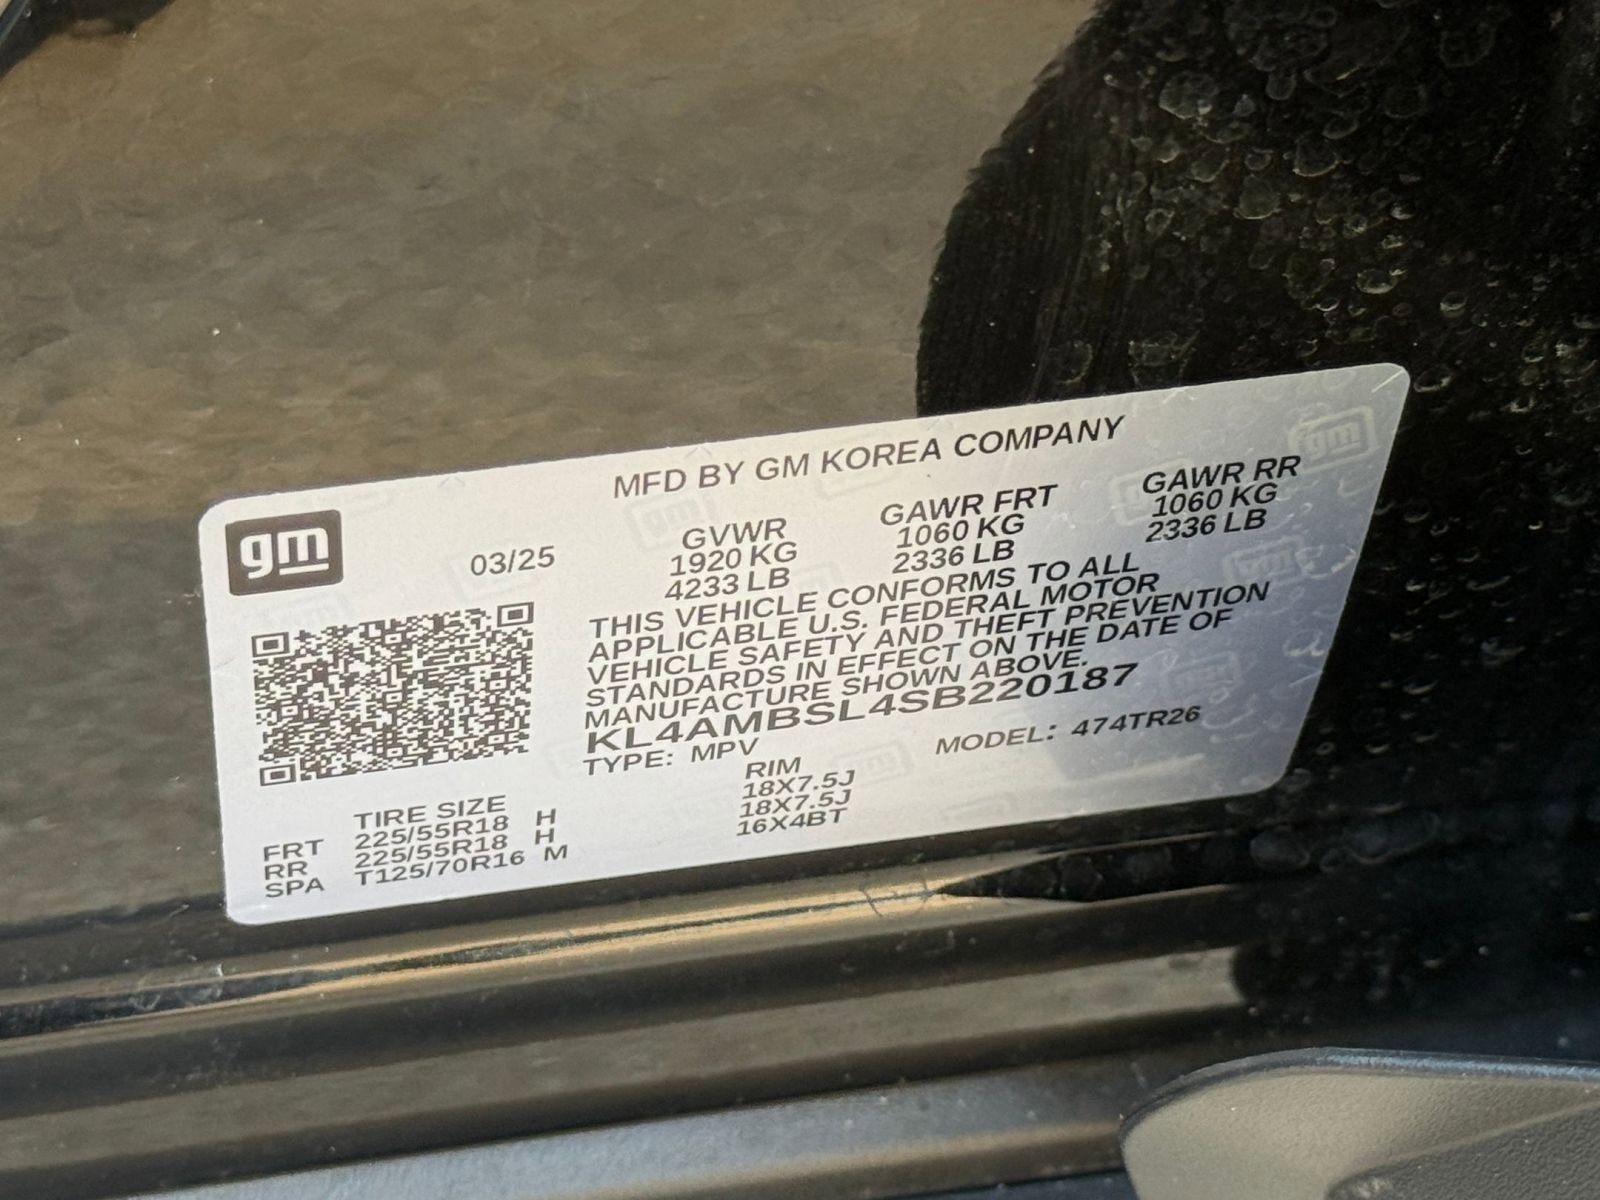 MFD BY GM KOREA COMPANY
gm
03/25
GVWR GAWR FRT GAWR RR
1920 KG 1060 KG 1060 KG
4233 LB 2336 LB 2336 LB
THIS VEHICLE CONFORMS TO ALL
APPLICABLE U.S. FEDERAL MOTOR
VEHICLE SAFETY AND THEFT PREVENTION
STANDARDS IN EFFECT ON THE DATE OF
MANUFACTURE SHOWN ABOVE.
KL4AMBSL4SB220187
TYPE: MPV MODEL: 474TR26
TIRE SIZE RIM
FRT 225/55R18 H 18X7.5J
RR 225/55R18 H 18X7.5J
SPA T125/70R16 M 16X4BT